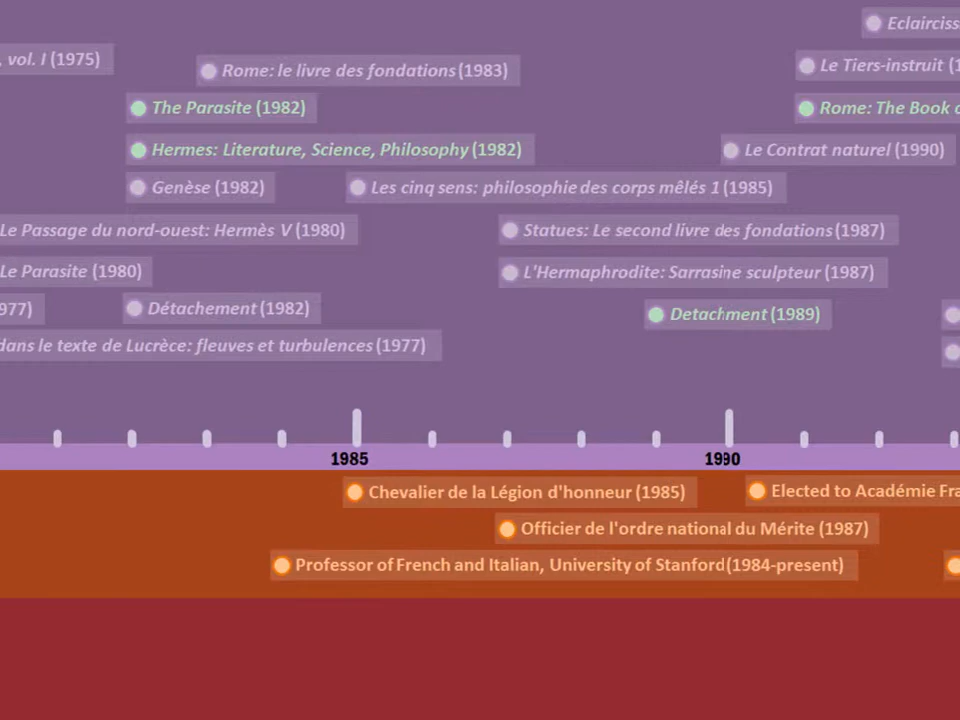 Eclairciss
, vol. I (1975)
Rome: le livre des fondations (1983)
Le Tiers-instruit (1
The Parasite (1982)
Rome: The Book o
Hermes: Literature, Science, Philosophy (1982)
Le Contrat naturel (1990)
Genèse (1982)
Les cinq sens: philosophie des corps mêlés 1 (1985)
Le Passage du nord-ouest: Hermès V (1980)
Statues: Le second livre des fondations (1987)
Le Parasite (1980)
L'Hermaphrodite: Sarrasine sculpteur (1987)
977)
Détachement (1982)
Detachment (1989)
dans le texte de Lucrèce: fleuves et turbulences (1977)
1985
1990
Chevalier de la Légion d'honneur (1985)
Elected to Académie Fra
Officier de l'ordre national du Mérite (1987)
Professor of French and Italian, University of Stanford (1984-present)